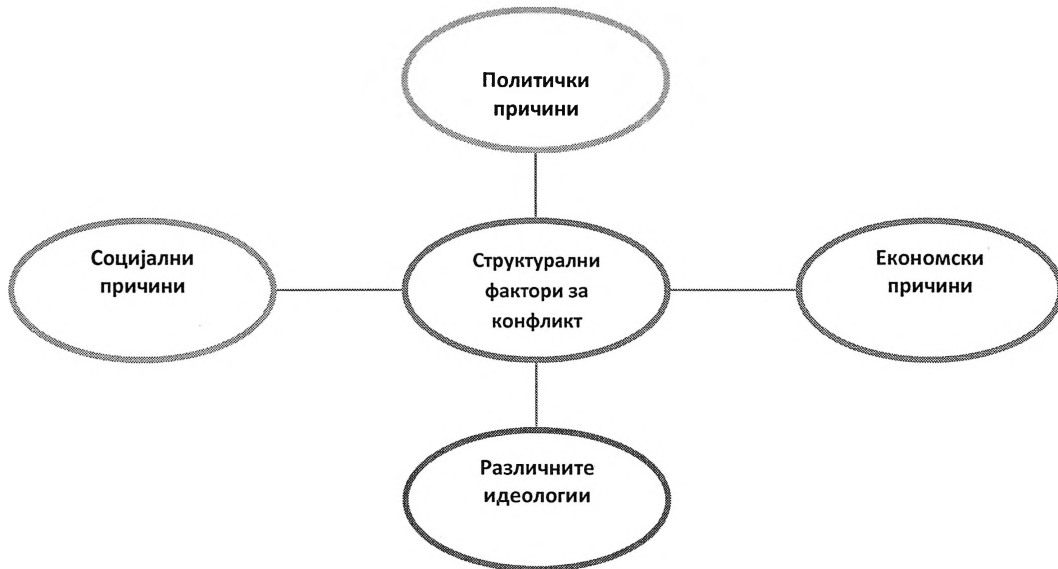 Политички
причини
Социјални
причини
Структурални
фактори за
конфликт
Економски
причини
Различните
идеологии